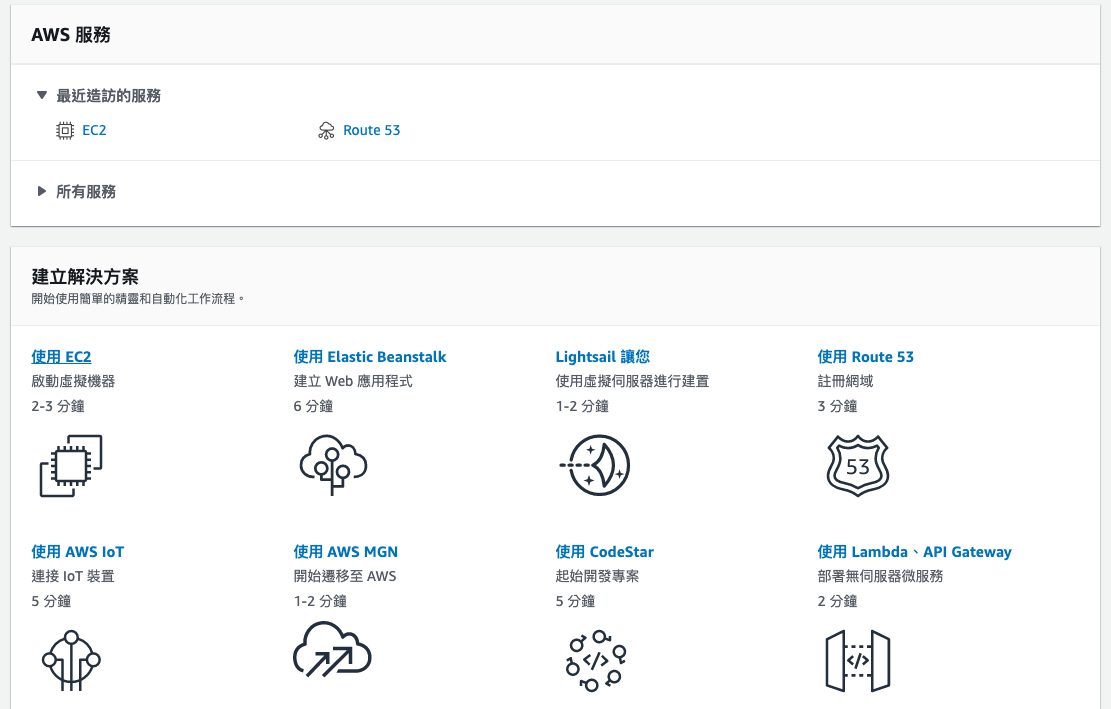 AWS 服務
最近造訪的服務
EC2
Route 53
所有服務
建立解決方案
開始使用簡單的精靈和自動化工作流程。
使用 EC2
啟動虛擬機器
2-3 分鐘
使用 Elastic Beanstalk
建立 Web 應用程式
6 分鐘
Lightsail 讓您
使用虛擬伺服器進行建置
1-2 分鐘
使用 Route 53
註冊網域
3 分鐘
53
使用 AWS IoT
連接 IoT 裝置
5 分鐘
使用 AWS MGN
開始遷移至 AWS
1-2 分鐘
使用 CodeStar
起始開發專案
5 分鐘
</>
使用 Lambda、API Gateway
部署無伺服器微服務
2 分鐘
</>